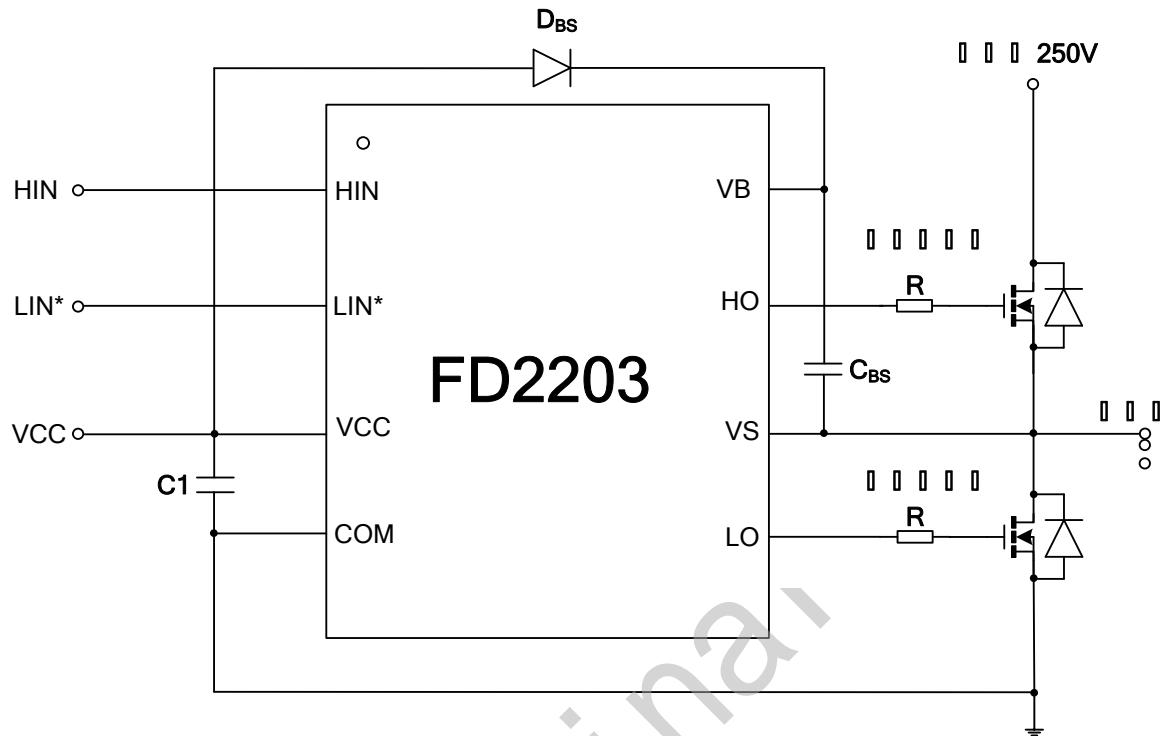 D_BS
250V
HIN
HIN
VB
LIN*
LIN*
HO
R
FD2203
C_BS
VCC
VCC
VS
C1
R
COM
LO